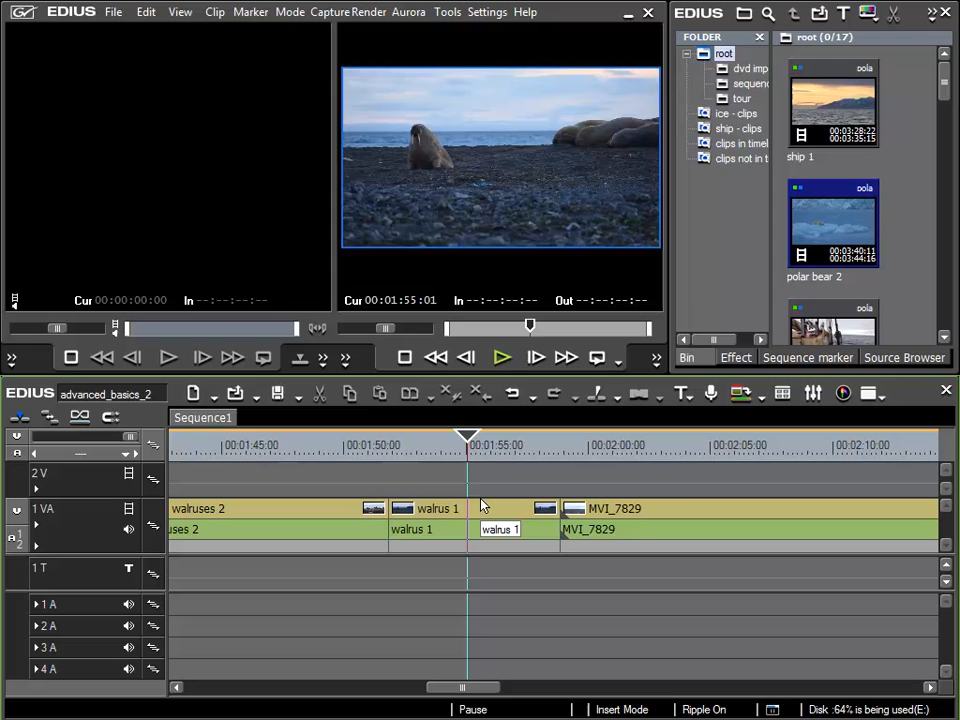 EDIUS File Edit View Clip Marker Mode Capture Render Aurora Tools Settings Help
Cur 00:00:00:00 In --:--:--:--
Cur 00:01:55:01 In --:--:--:-- Out --:--:--:--
EDIUS
FOLDER
root
dvd imp
sequenc
tour
ice - clips
ship - clips
clips in timel
clips not in t
root (0/17)
00:03:28:22
00:03:35:15
ship 1
00:03:40:11
00:03:44:16
polar bear 2
Bin Effect Sequence marker Source Browser
EDIUS advanced_basics_2
Sequence1
00:01:45:00 00:01:50:00 00:01:55:00 00:02:00:00 00:02:05:00 00:02:10:00
2 V
1 VA walruses 2 walrus 1 MVI_7829
1 2 uses 2 walrus 1 walrus 1 MVI_7829
1 T T
1 A
2 A
3 A
4 A
Pause Insert Mode Ripple On Disk :64% is being used(E:)